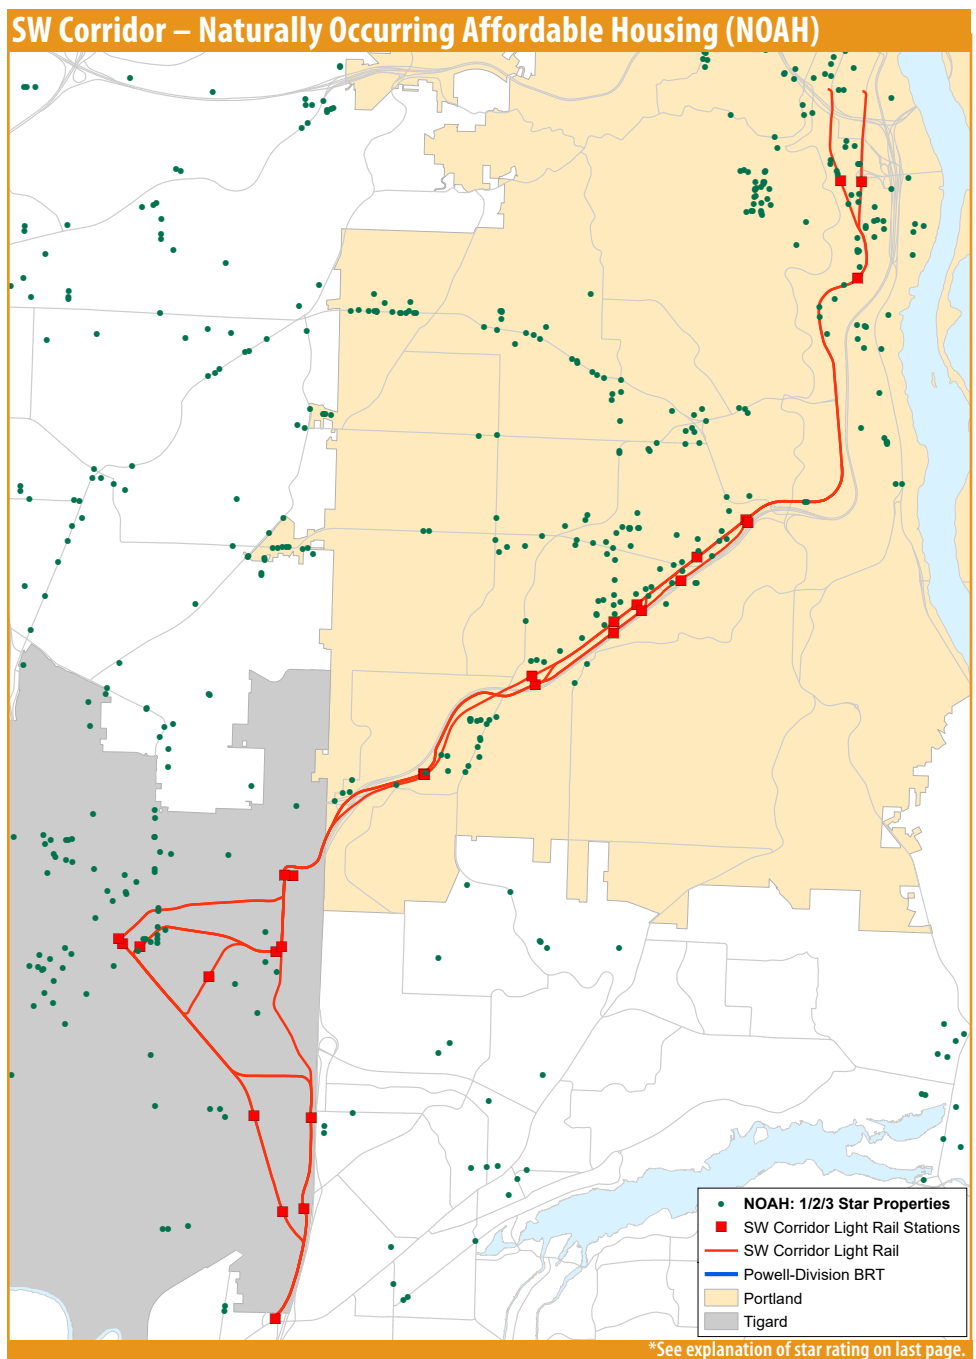 SW Corridor – Naturally Occurring Affordable Housing (NOAH)
NOAH: 1/2/3 Star Properties
SW Corridor Light Rail Stations
SW Corridor Light Rail
Powell-Division BRT
Portland
Tigard
*See explanation of star rating on last page.